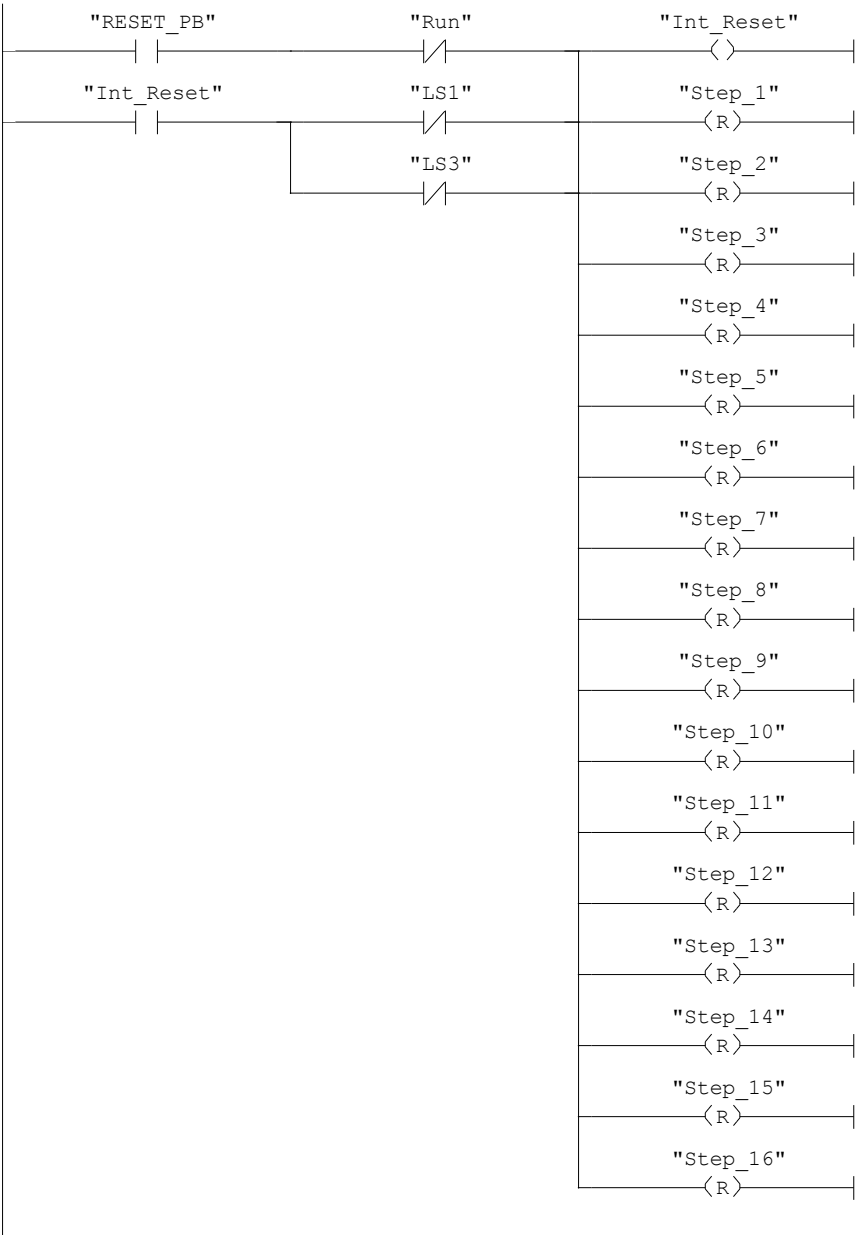 "RESET_PB" "Run" "Int_Reset"
"Int_Reset" "LS1" "Step_1"
R
"LS3" "Step_2"
R
"Step_3"
R
"Step_4"
R
"Step_5"
R
"Step_6"
R
"Step_7"
R
"Step_8"
R
"Step_9"
R
"Step_10"
R
"Step_11"
R
"Step_12"
R
"Step_13"
R
"Step_14"
R
"Step_15"
R
"Step_16"
R